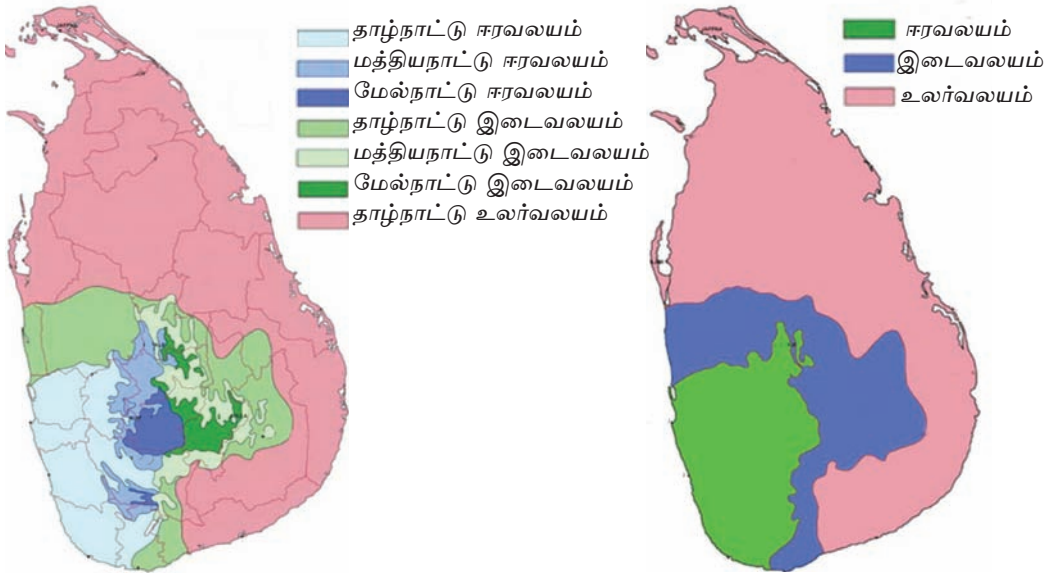 தாழ்நாட்டு ஈரவலயம்
மத்தியநாட்டு ஈரவலயம்
மேல்நாட்டு ஈரவலயம்
தாழ்நாட்டு இடைவலயம்
மத்தியநாட்டு இடைவலயம்
மேல்நாட்டு இடைவலயம்
தாழ்நாட்டு உலர்வலயம்
ஈரவலயம்
இடைவலயம்
உலர்வலயம்